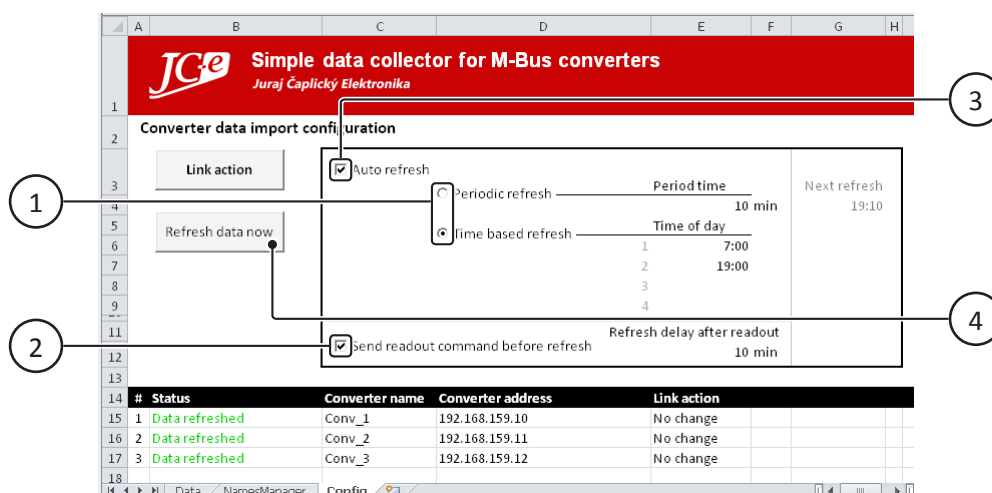 A B C D E F G H
JCe Simple data collector for M-Bus converters
Juraj Čaplický Elektronika
1
3
2 Converter data import configuration
Link action
Auto refresh
3 Periodic refresh Period time Next refresh
1
4 10 min 19:10
5 Refresh data now Time based refresh Time of day
6 1 7:00
7 2 19:00
8 3
9 4
4
11 Refresh delay after readout
2
Send readout command before refresh
12 10 min
13
14 # Status Converter name Converter address Link action
15 1 Data refreshed Conv_1 192.168.159.10 No change
16 2 Data refreshed Conv_2 192.168.159.11 No change
17 3 Data refreshed Conv_3 192.168.159.12 No change
18
Data NamesManager Config